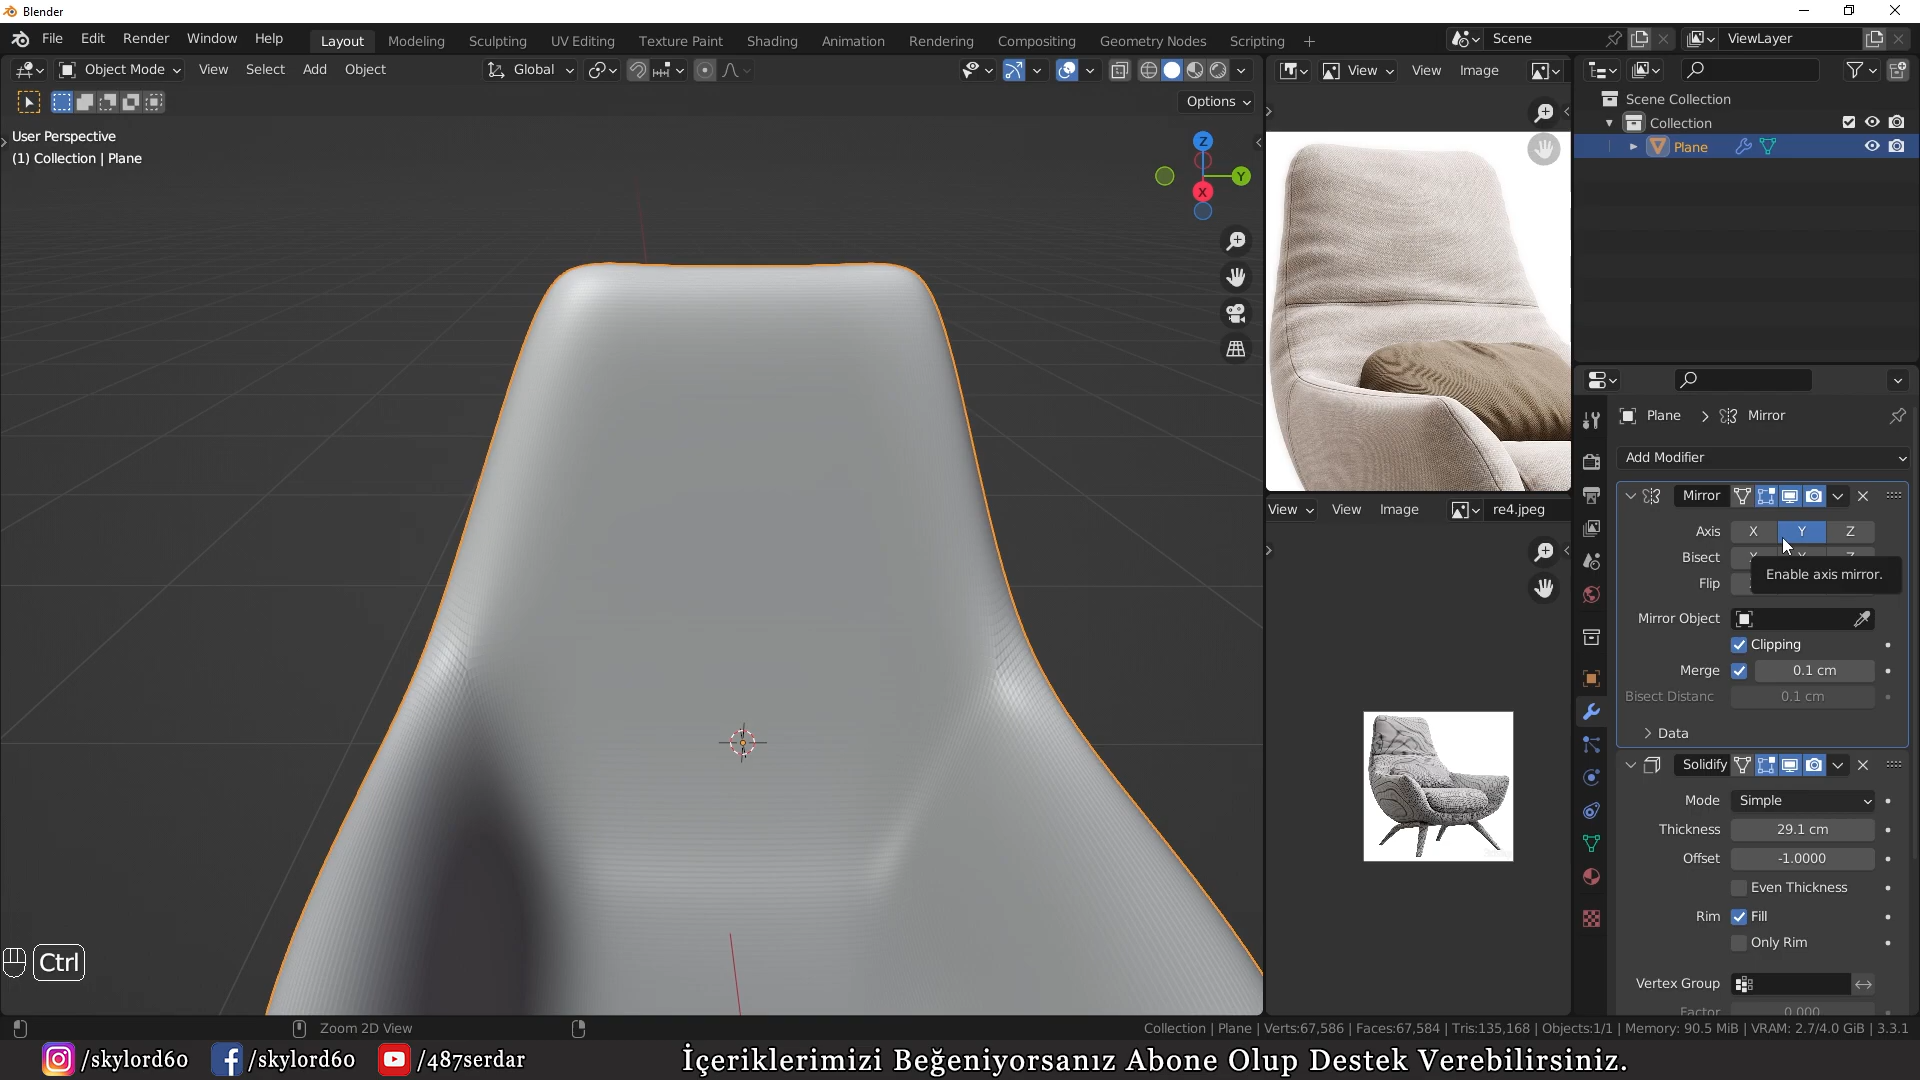 Blender
File Edit Render Window Help
Layout Modeling Sculpting UV Editing Texture Paint Shading Animation Rendering Compositing Geometry Nodes Scripting +
Scene
ViewLayer
Object Mode View Select Add Object
Global
View View Image
Options
User Perspective
(1) Collection | Plane
Z
Y
X
Scene Collection
Collection
Plane
Plane > Mirror
Add Modifier
Mirror
Axis X Y Z
Bisect
Enable axis mirror.
Flip
Mirror Object
Clipping
Merge 0.1 cm
Bisect Distanc 0.1 cm
Data
View View Image re4.jpeg
Solidify
Mode Simple
Thickness 29.1 cm
Offset -1.0000
Even Thickness
Rim Fill
Only Rim
Vertex Group
Factor 0.000
Ctrl
Zoom 2D View
Collection | Plane | Verts:67,586 | Faces:67,584 | Tris:135,168 | Objects:1/1 | Memory: 90.5 MiB | VRAM: 2.7/4.0 GiB | 3.3.1
/skylord60 /skylord60 /487serdar
İçeriklerimizi Beğeniyorsanız Abone Olup Destek Verebilirsiniz.